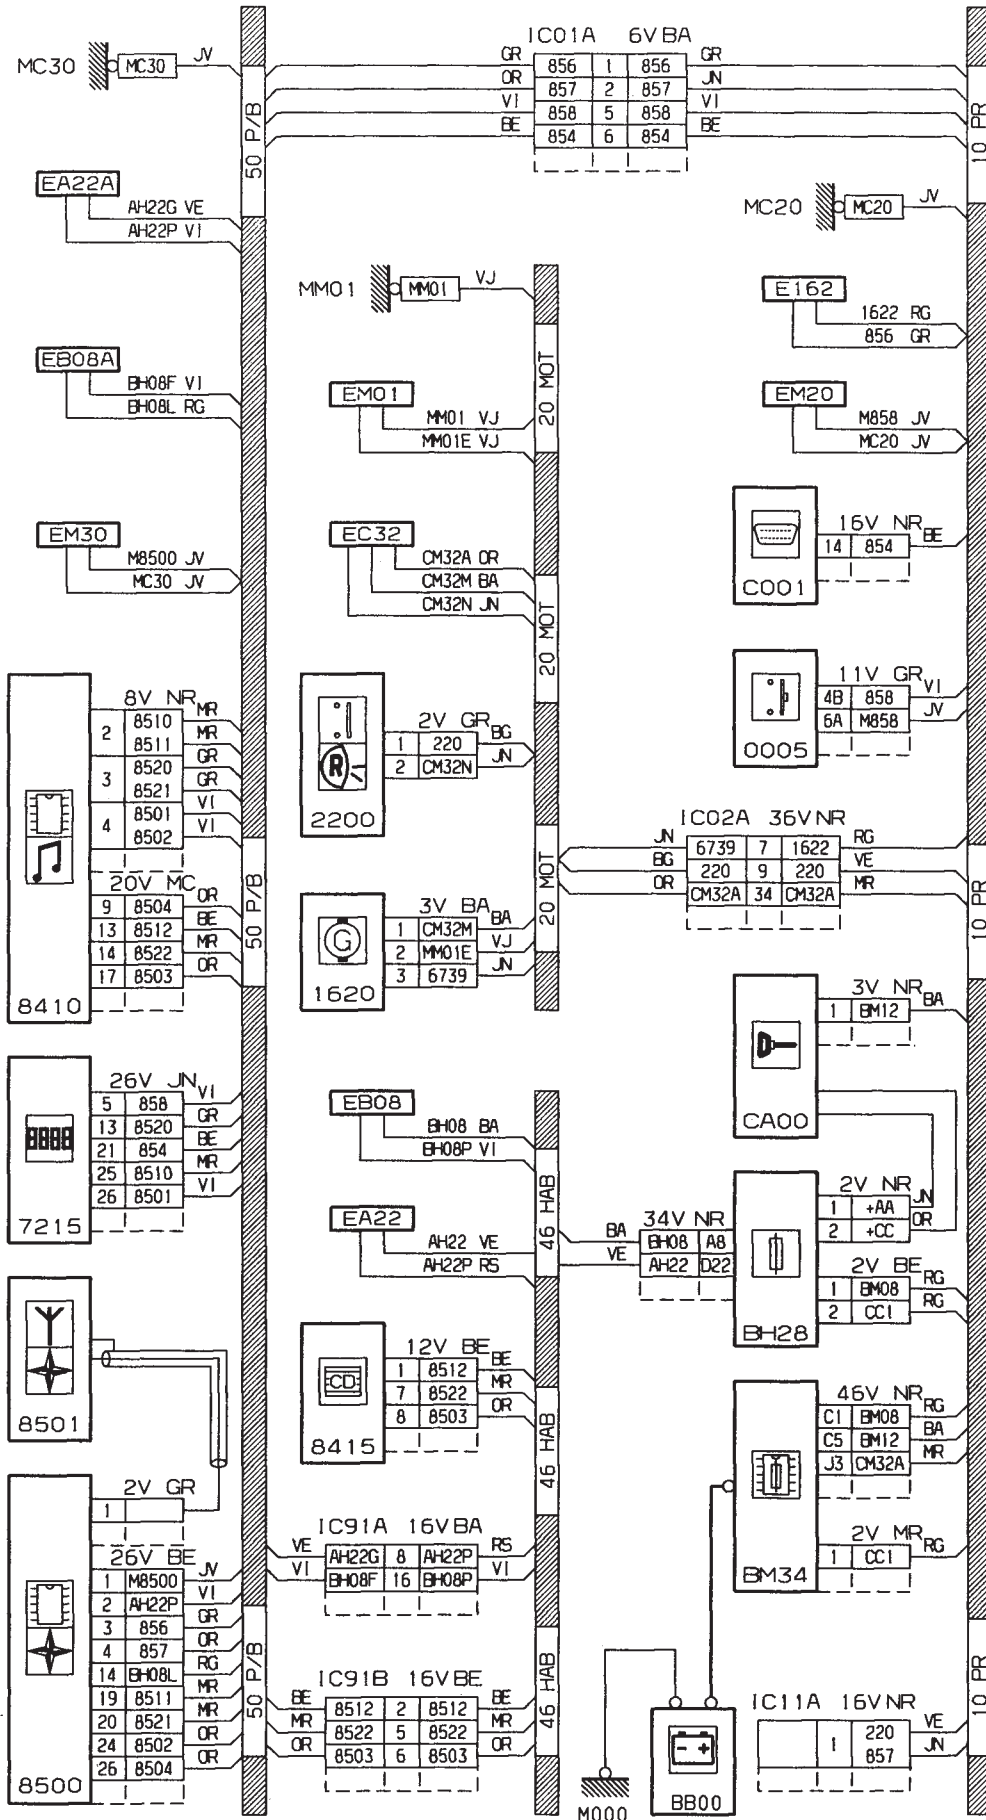 IC01A 6VBA
MC30 MC30 JV
GR 856 1 856 GR
OR 857 2 857 JN
VI 858 5 858 VI
BE 854 6 854 BE
50 P/B
10 PR
EA22A
AH22G VE
AH22P VI
MC20 MC20 JV
MM01 MM01 VJ
E162
1622 RG
856 GR
EB08A
BH08F VI
BH08L RG
20 MOT
EM01
MM01 VJ
MM01E VJ
EM20
M858 JV
MC20 JV
EM30
M8500 JV
MC30 JV
EC32
CM32A OR
CM32M BA
CM32N JN
20 MOT
16V NR
14 854 BE
C001
8V NR
2 8510 MR
8511 MR
3 8520 GR
8521 GR
4 8501 VI
8502 VI
20V MC
9 8504 OR
13 8512 BE
14 8522 MR
17 8503 OR
8410
50 P/B
2V GR
1 220 BG
2 CM32N JN
R
2200
11V GR
4B 858 VI
6A M858 JV
0005
20 MOT
IC02A 36VNR
JN 6739 7 1622 RG
BG 220 9 220 VE
OR CM32A 34 CM32A MR
10 PR
3V BA
1 CM32M BA
2 MM01E VJ
3 6739 JN
G
1620
3V NR
1 BM12 BA
CA00
26V JN
5 858 VI
13 8520 GR
21 854 BE
25 8510 MR
26 8501 VI
8888
7215
EB08
BH08 BA
BH08P VI
46 HAB
EA22
AH22 VE
AH22P RS
34V NR
BA BH08 A8
VE AH22 D22
2V NR
1 +AA JN
2 +CC OR
2V BE
1 BM08 RG
2 CC1 RG
BH28
8501
12V BE
1 8512 BE
7 8522 MR
8 8503 OR
CD
8415
46 HAB
46V NR
C1 BM08 RG
C5 BM12 BA
J3 CM32A MR
2V MR
1 CC1 RG
BM34
2V GR
1
26V BE
1 M8500 JV
2 AH22P VI
3 856 GR
4 857 OR
14 BH08L RG
19 8511 MR
20 8521 MR
24 8502 OR
26 8504 OR
8500
50 P/B
IC91A 16VBA
VE AH22G 8 AH22P RS
VI BH08F 16 BH08P VI
IC91B 16VBE
BE 8512 2 8512 BE
MR 8522 5 8522 MR
OR 8503 6 8503 OR
46 HAB
M000
- +
BB00
IC11A 16VNR
1 220 VE
857 JN
10 PR